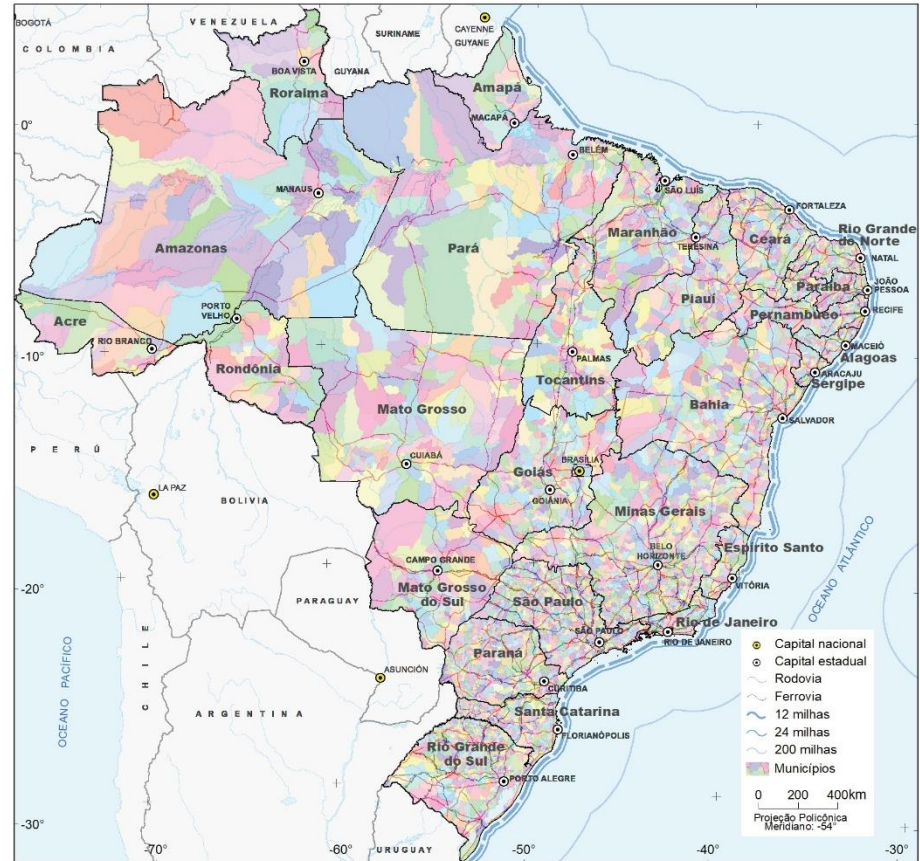 BOGOTÁ
VENEZUELA
COLOMBIA
CAYENNE
GUYANE
SURINAME
GUYANA
BOA VISTA
Roraima
Amapá
MACAPÁ
0°
BELÉM
SÃO LUÍS
MANAUS
FORTALEZA
Amazonas
Pará
Maranhão
TERESINA
Ceará
Rio Grande
do Norte
NATAL
Piauí
Paraíba
JOÃO
PESSOA
Pernambuco
RECIFE
PORTO
VELHO
Acre
RIO BRANCO
-10°
Rondônia
PALMAS
Tocantins
MACEIÓ
Alagoas
ARACAJU
Sergipe
Mato Grosso
Bahia
SALVADOR
PERÚ
CUIABÁ
BRASÍLIA
Goiás
GOIÂNIA
LA PAZ
BOLIVIA
Minas Gerais
BELO
HORIZONTE
Espírito Santo
VITÓRIA
OCEANO ATLÂNTICO
CAMPO GRANDE
Mato Grosso
do Sul
-20°
PARAGUAY
São Paulo
SÃO PAULO
Rio de Janeiro
RIO DE JANEIRO
OCEANO PACÍFICO
CHILE
ASUNCIÓN
Paraná
CURITIBA
ARGENTINA
Santa Catarina
FLORIANÓPOLIS
Rio Grande
do Sul
PORTO ALEGRE
URUGUAY
-30°
-70°
-60°
-50°
-40°
-30°
Capital nacional
Capital estadual
Rodovia
Ferrovia
12 milhas
24 milhas
200 milhas
Municípios
0 200 400km
Projeção Policônica
Meridiano: -54°